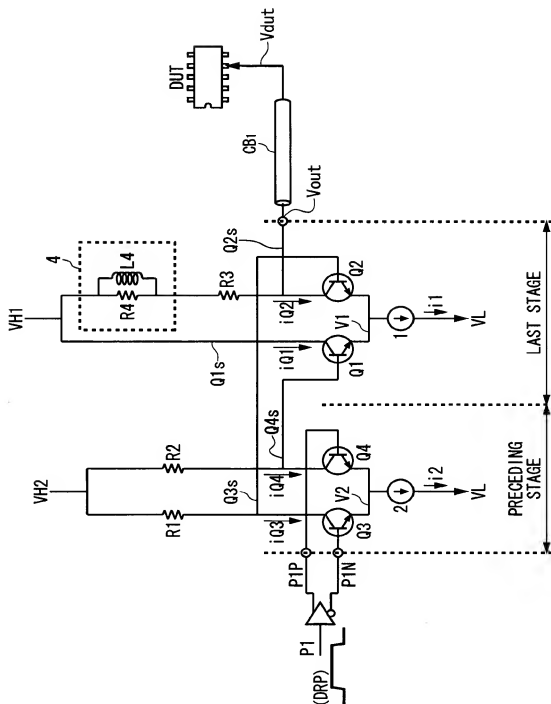 VH1
4
L4
R4
R3
Q1s
Q2s
Vout
CB1
Vdut
DUT
VH2
R1
R2
Q3s
Q4s
iQ3
iQ4
iQ1
iQ2
P1
(DRP)
P1P
P1N
Q3
Q4
V2
Q1
Q2
V1
2
i2
VL
1
i1
VL
PRECEDING STAGE
LAST STAGE